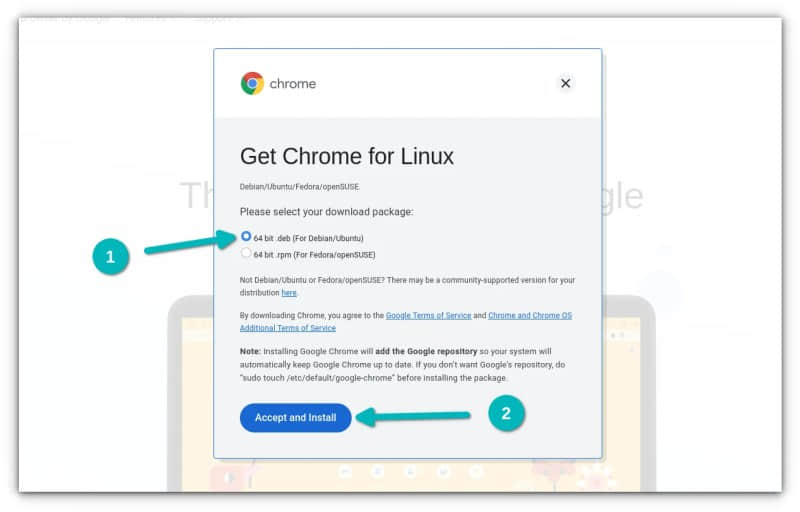 chrome
Get Chrome for Linux
Debian/Ubuntu/Fedora/openSUSE.
Please select your download package:
1
64 bit .deb (For Debian/Ubuntu)
64 bit .rpm (For Fedora/openSUSE)
Not Debian/Ubuntu or Fedora/openSUSE? There may be a community-supported version for your
distribution here.
By downloading Chrome, you agree to the Google Terms of Service and Chrome and Chrome OS
Additional Terms of Service
Note: Installing Google Chrome will add the Google repository so your system will
automatically keep Google Chrome up to date. If you don't want Google's repository, do
"sudo touch /etc/default/google-chrome" before installing the package.
Accept and Install
2